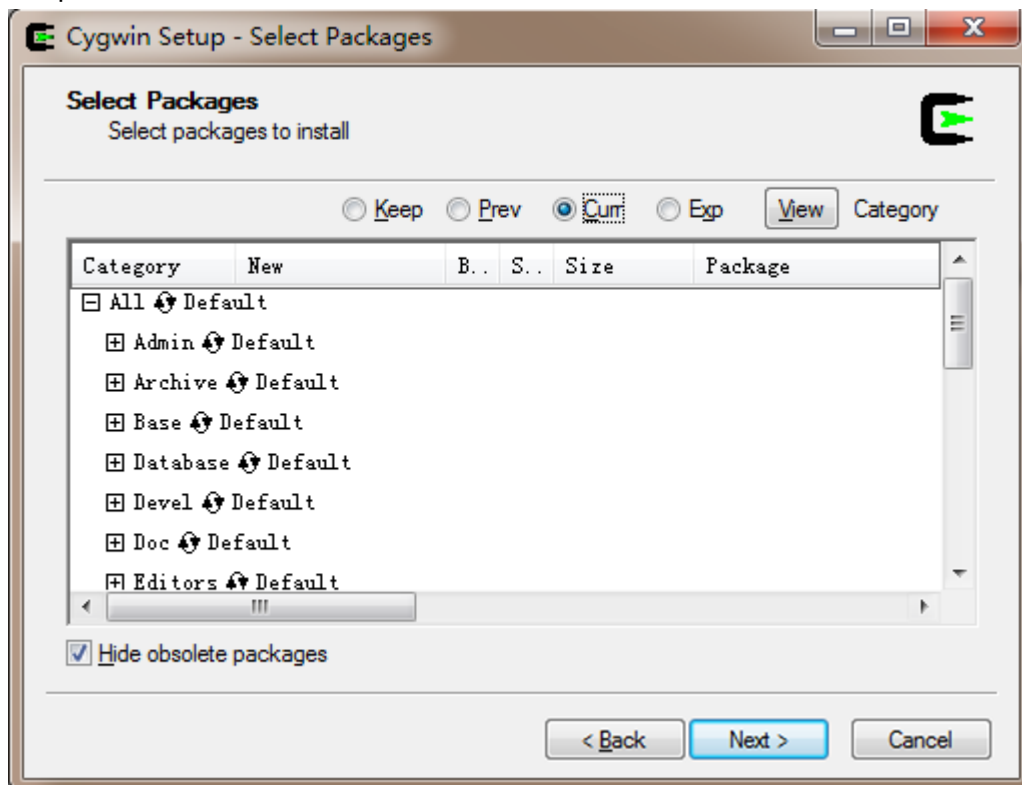 Cygwin Setup - Select Packages
Select Packages
Select packages to install
Keep Prev Curr Exp View Category
Category New B.. S.. Size Package
All Default
Admin Default
Archive Default
Base Default
Database Default
Devel Default
Doc Default
Editors Default
Hide obsolete packages
< Back Next > Cancel